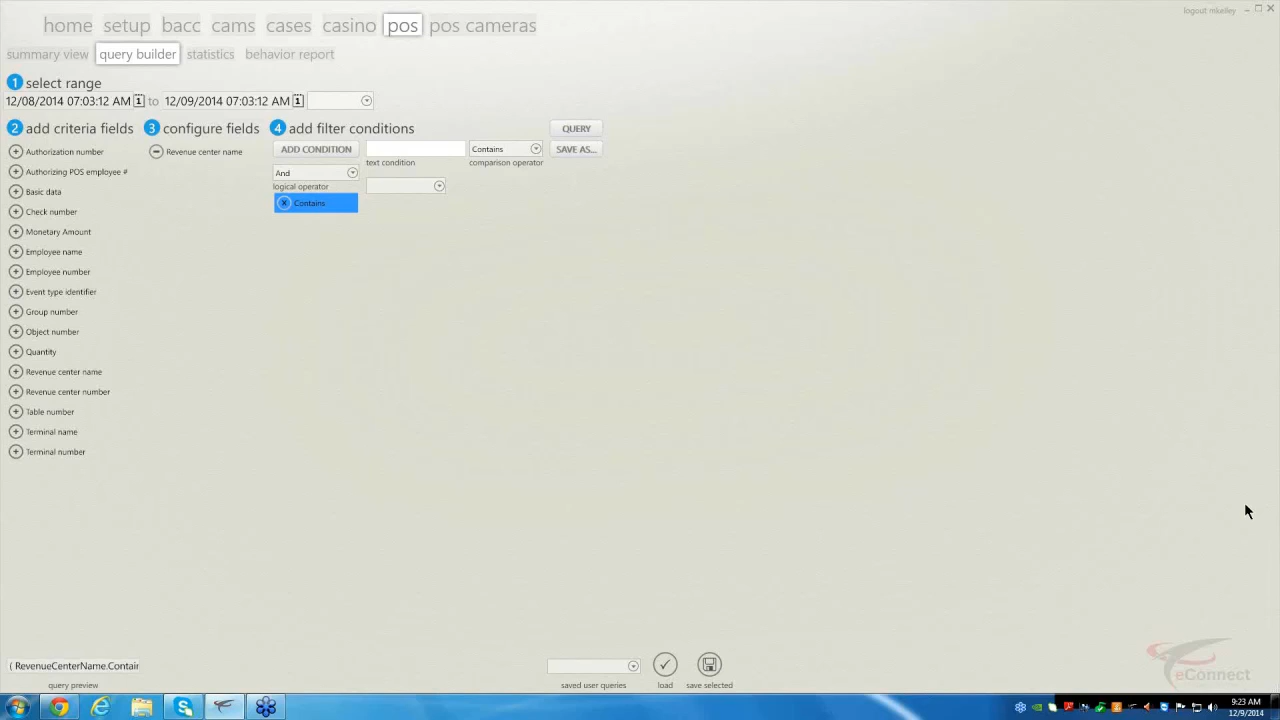 logout mkelley
home setup bacc cams cases casino pos pos cameras
summary view query builder statistics behavior report
1 select range
12/08/2014 07:03:12 AM 1 to 12/09/2014 07:03:12 AM 1
2 add criteria fields 3 configure fields 4 add filter conditions QUERY
Authorization number Revenue center name ADD CONDITION Contains SAVE AS...
text condition comparison operator
Authorizing POS employee # And
logical operator
Basic data
Contains
Check number
Monetary Amount
Employee name
Employee number
Event type identifier
Group number
Object number
Quantity
Revenue center name
Revenue center number
Table number
Terminal name
Terminal number
( RevenueCenterName.Contain
query preview saved user queries load save selected
eConnect
9:23 AM
12/9/2014